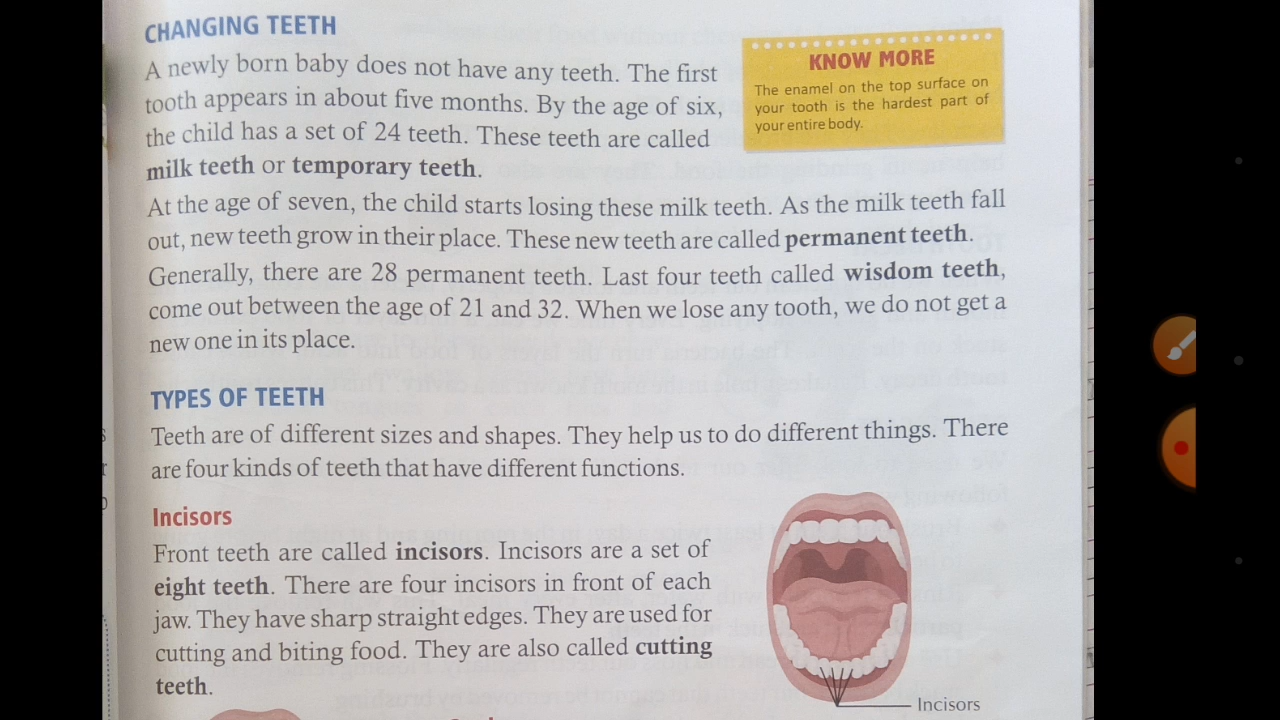 CHANGING TEETH
A newly born baby does not have any teeth. The first
tooth appears in about five months. By the age of six,
the child has a set of 24 teeth. These teeth are called
milk teeth or temporary teeth.
KNOW MORE
The enamel on the top surface on
your tooth is the hardest part of
your entire body.
At the age of seven, the child starts losing these milk teeth. As the milk teeth fall
out, new teeth grow in their place. These new teeth are called permanent teeth.
Generally, there are 28 permanent teeth. Last four teeth called wisdom teeth,
come out between the age of 21 and 32. When we lose any tooth, we do not get a
new one in its place.
TYPES OF TEETH
Teeth are of different sizes and shapes. They help us to do different things. There
are four kinds of teeth that have different functions.
Incisors
Front teeth are called incisors. Incisors are a set of
eight teeth. There are four incisors in front of each
jaw. They have sharp straight edges. They are used for
cutting and biting food. They are also called cutting
teeth.
Incisors